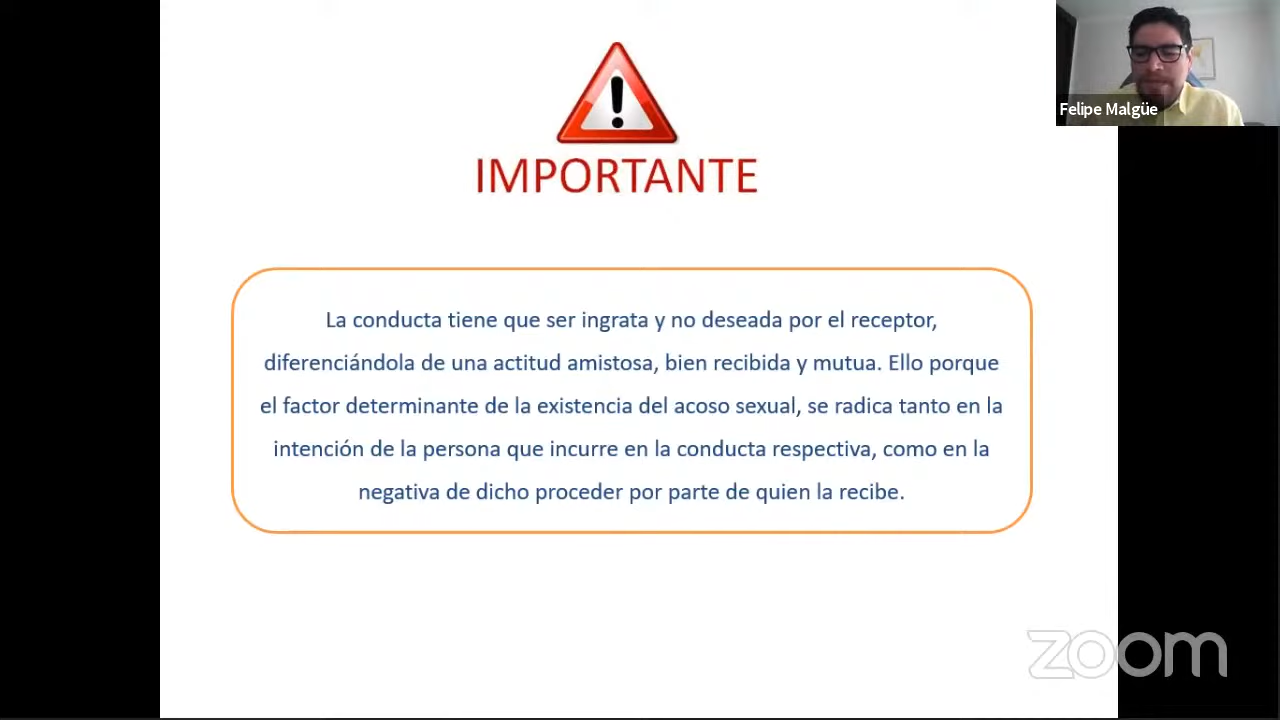 Felipe Malgüe
IMPORTANTE
La conducta tiene que ser ingrata y no deseada por el receptor,
diferenciándola de una actitud amistosa, bien recibida y mutua. Ello porque
el factor determinante de la existencia del acoso sexual, se radica tanto en la
intención de la persona que incurre en la conducta respectiva, como en la
negativa de dicho proceder por parte de quien la recibe.
zoom